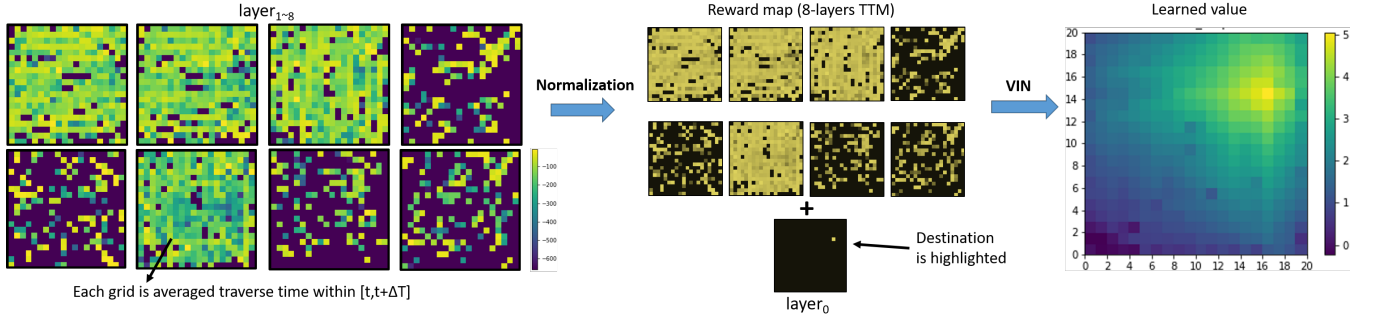 layer1~8
Reward map (8-layers TTM)
Learned value
Normalization
VIN
-100
-200
-300
-400
-500
-600
+
Destination
is highlighted
layer0
Each grid is averaged traverse time within [t,t+ΔT]
20
18
16
14
12
10
8
6
4
2
0
0 2 4 6 8 10 12 14 16 18 20
5
4
3
2
1
0